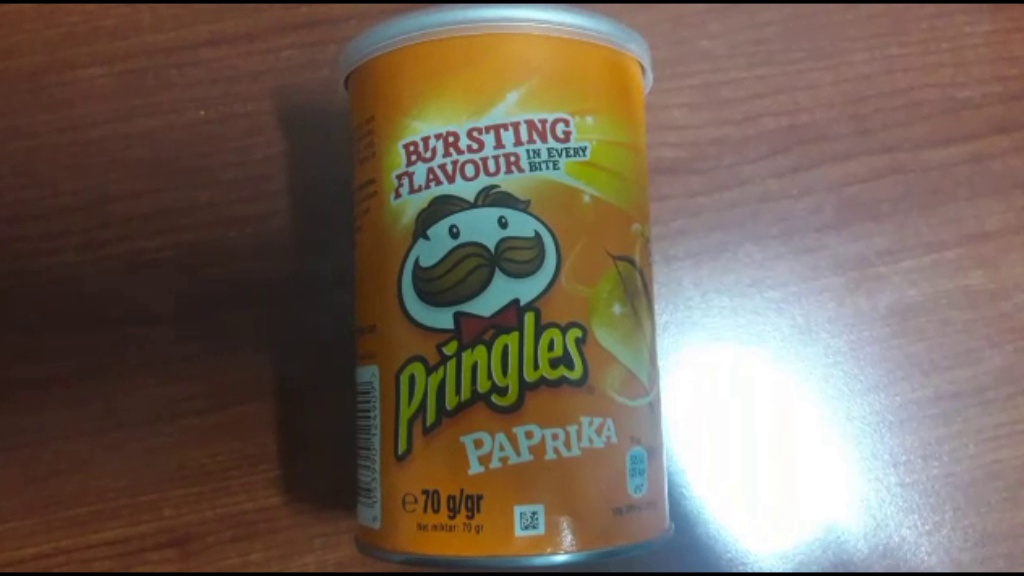 BURSTING
FLAVOUR IN EVERY
BITE
Pringles
PAPRIKA
e 70 g/gr
Net miktar: 70 gr